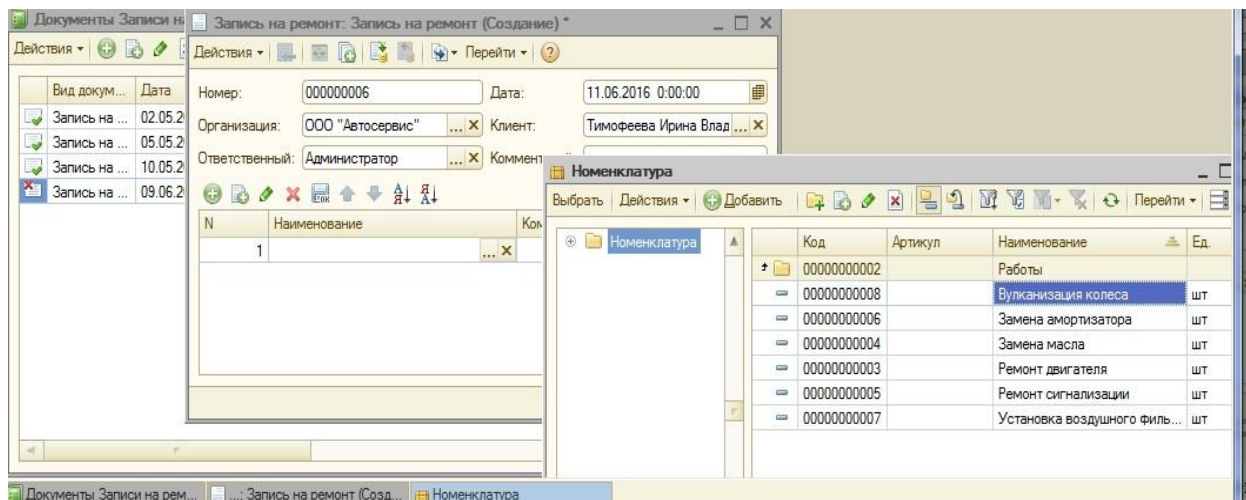 Документы Записи на
Действия
Вид докум... Дата
Запись на ... 02.05.2
Запись на ... 05.05.2
Запись на ... 10.05.2
Запись на ... 09.06.2
Запись на ремонт: Запись на ремонт (Создание) *
Действия Перейти
Номер: 000000006 Дата: 11.06.2016 0:00:00
Организация: ООО "Автосервис" ... X Клиент: Тимофеева Ирина Влад ... X
Ответственный: Администратор ... X Коммент
N Наименование Ком
1 ... X
Номенклатура
Выбрать Действия Добавить Перейти
Номенклатура
Код Артикул Наименование Ед.
00000000002 Работы
00000000008 Вулканизация колеса шт
00000000006 Замена амортизатора шт
00000000004 Замена масла шт
00000000003 Ремонт двигателя шт
00000000005 Ремонт сигнализации шт
00000000007 Установка воздушного филь... шт
Документы Записи на рем... ...: Запись на ремонт (Созд... Номенклатура